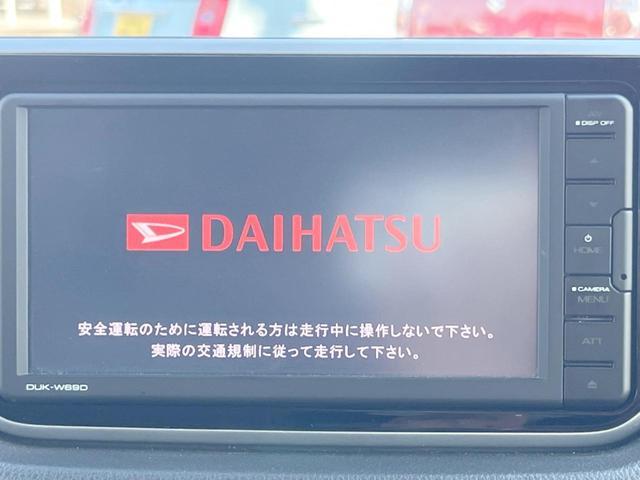 DISP OFF
DAIHATSU
HOME
CAMERA
MENU
安全運転のために運転される方は走行中に操作しないで下さい。
実際の交通規制に従って走行して下さい。
ATT
DUK-W69D